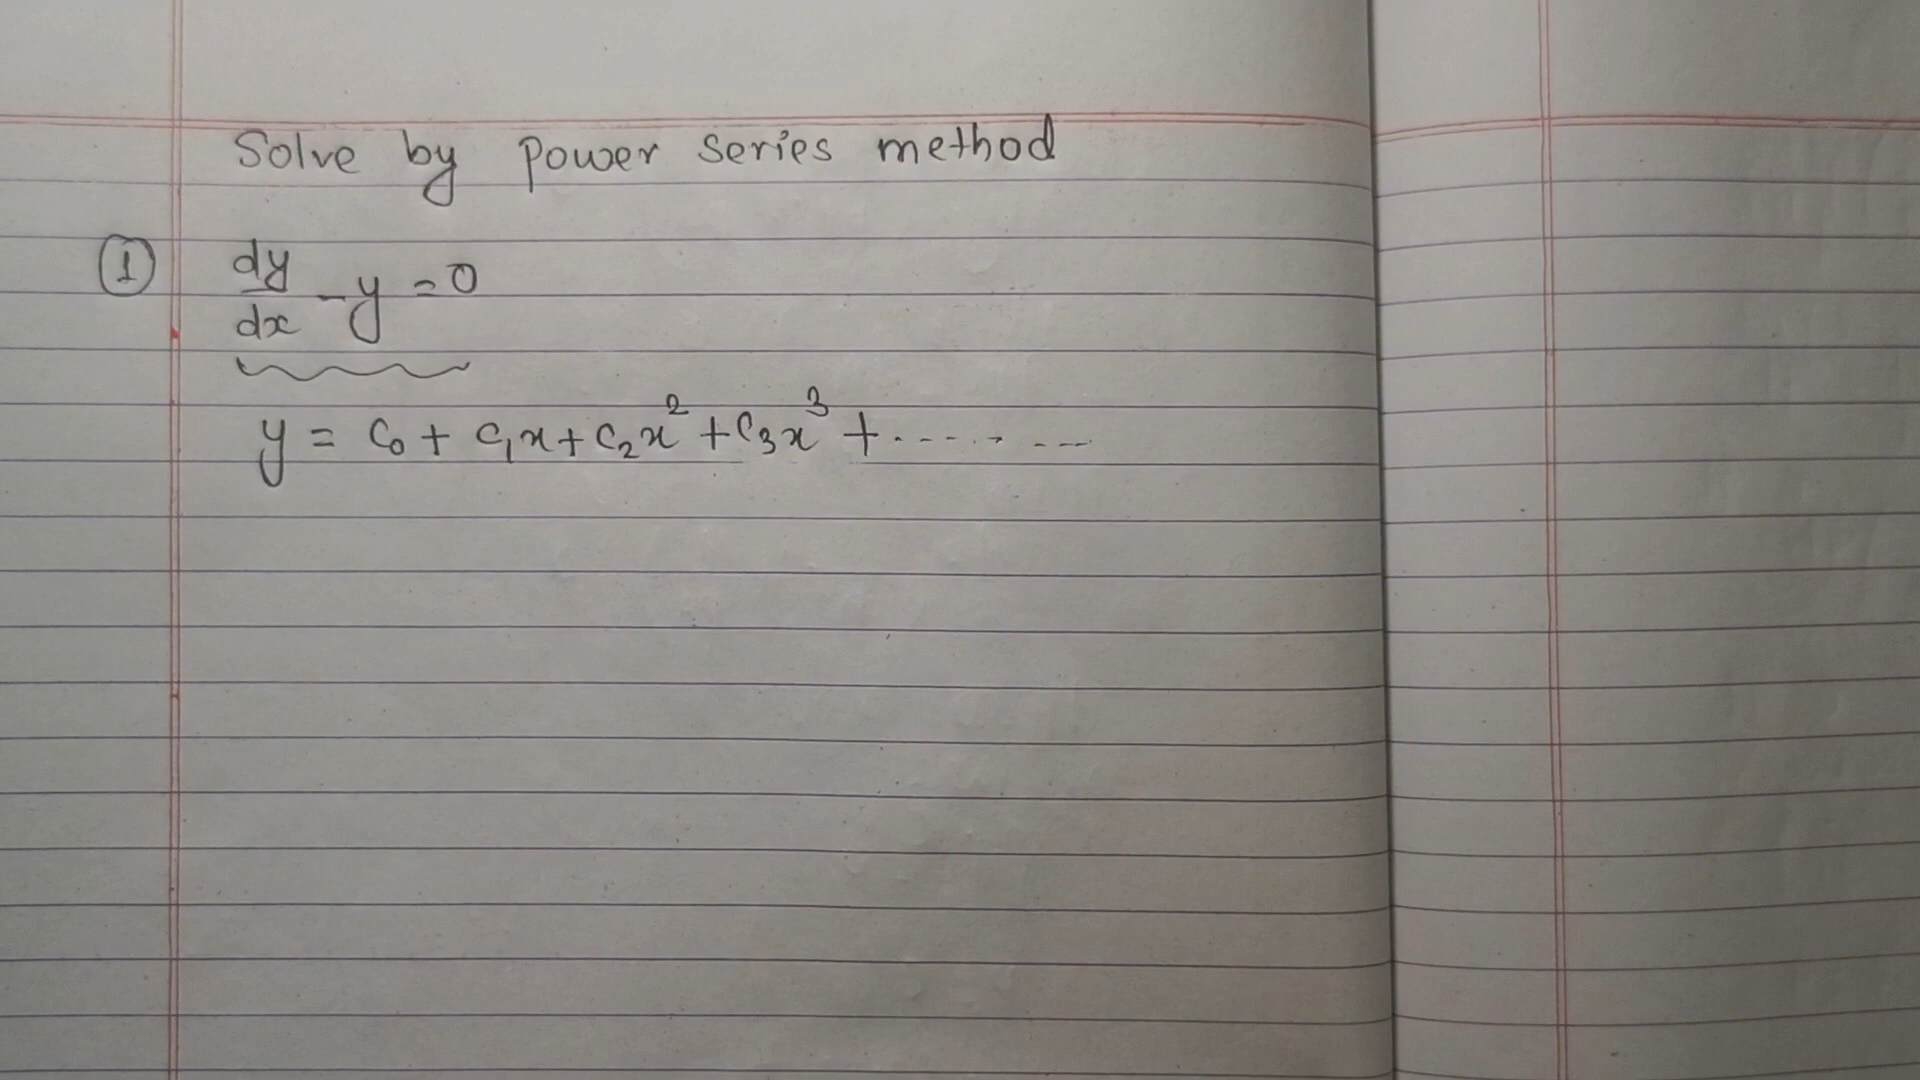 Solve by power series method
① dy/dx - y = 0
y = c₀ + c₁x + c₂x² + c₃x³ + ........ ...